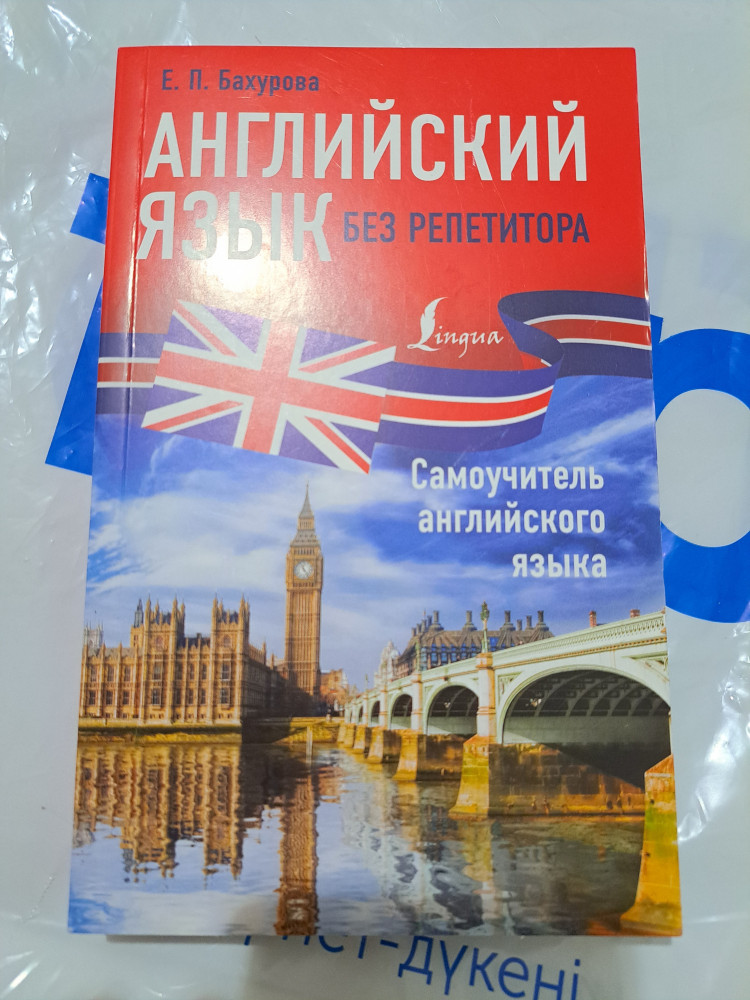 Е. П. Бахурова
АНГЛИЙСКИЙ
ЯЗЫК
БЕЗ РЕПЕТИТОРА
Lingua
Самоучитель
английского
языка
дүкені